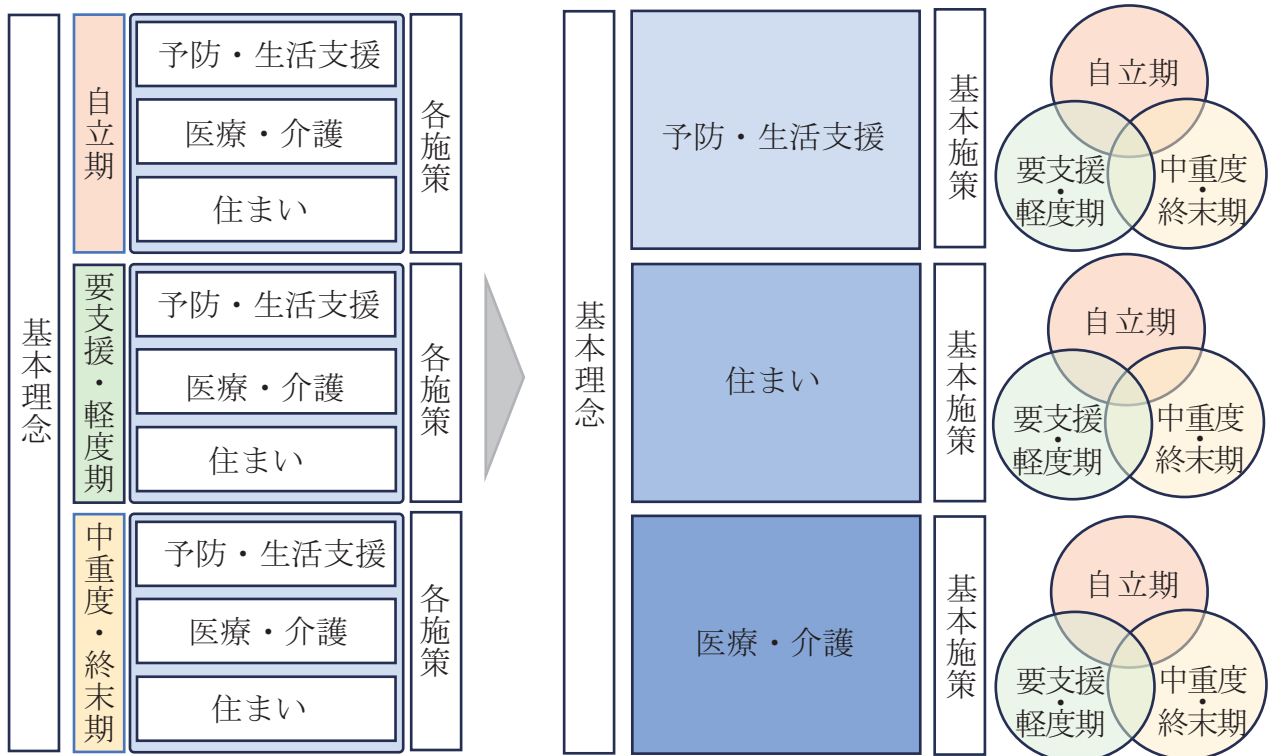 基本理念
自立期
予防・生活支援
医療・介護
住まい
各施策
要支援・軽度期
予防・生活支援
医療・介護
住まい
各施策
中重度・終末期
予防・生活支援
医療・介護
住まい
各施策
基本理念
予防・生活支援
基本施策
自立期
要支援
・
軽度期
中重度
・
終末期
住まい
基本施策
自立期
要支援
・
軽度期
中重度
・
終末期
医療・介護
基本施策
自立期
要支援
・
軽度期
中重度
・
終末期